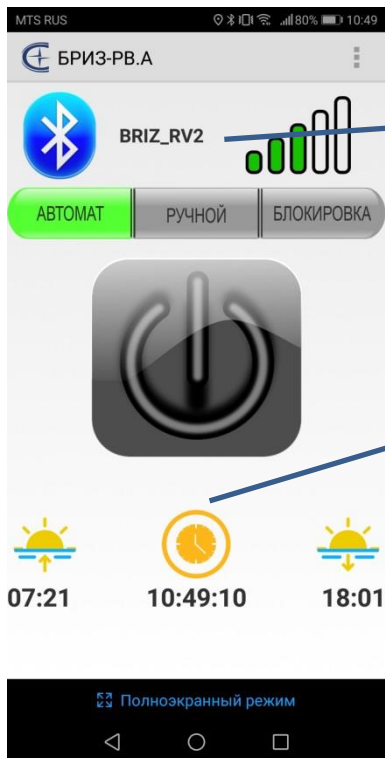 MTS RUS 80% 10:49
БРИЗ-РВ.А
BRIZ_RV2
АВТОМАТ РУЧНОЙ БЛОКИРОВКА
07:21 10:49:10 18:01
Полноэкранный режим